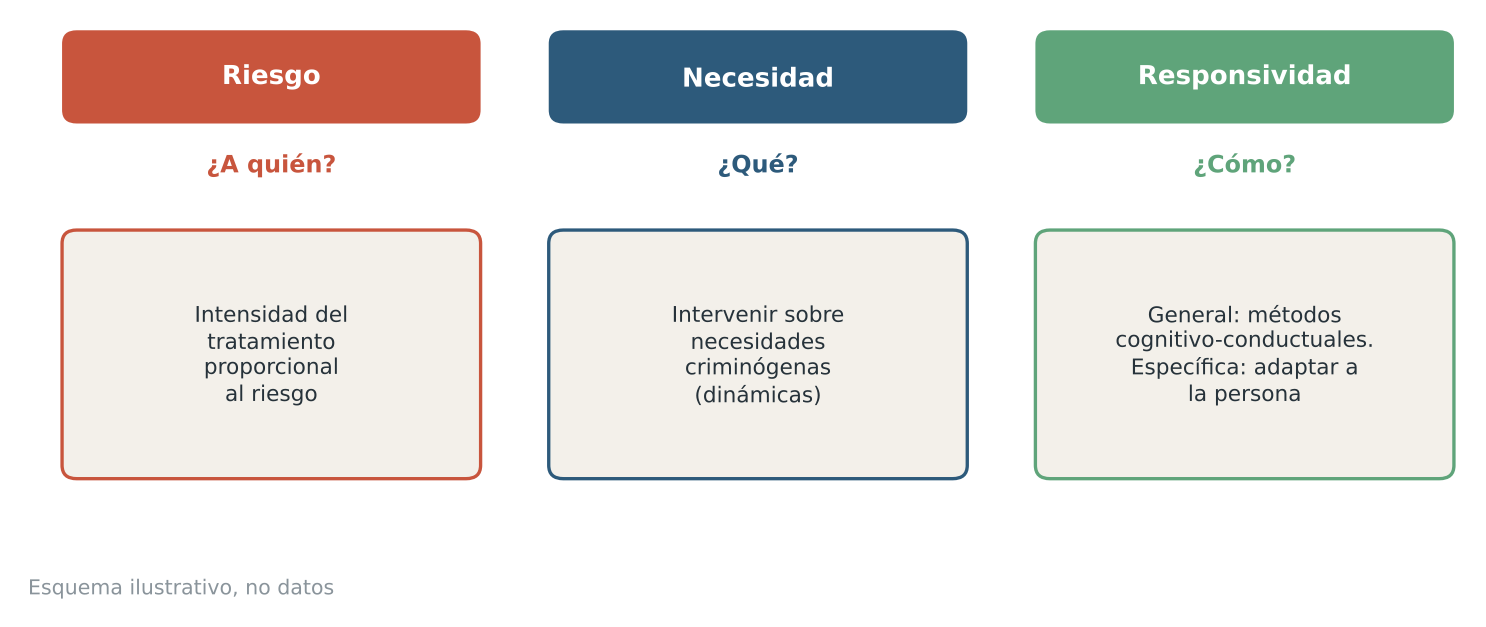 Riesgo
¿A quién?
Intensidad del
tratamiento
proporcional
al riesgo
Necesidad
¿Qué?
Intervenir sobre
necesidades
criminógenas
(dinámicas)
Responsividad
¿Cómo?
General: métodos
cognitivo-conductuales.
Específica: adaptar a
la persona
Esquema ilustrativo, no datos